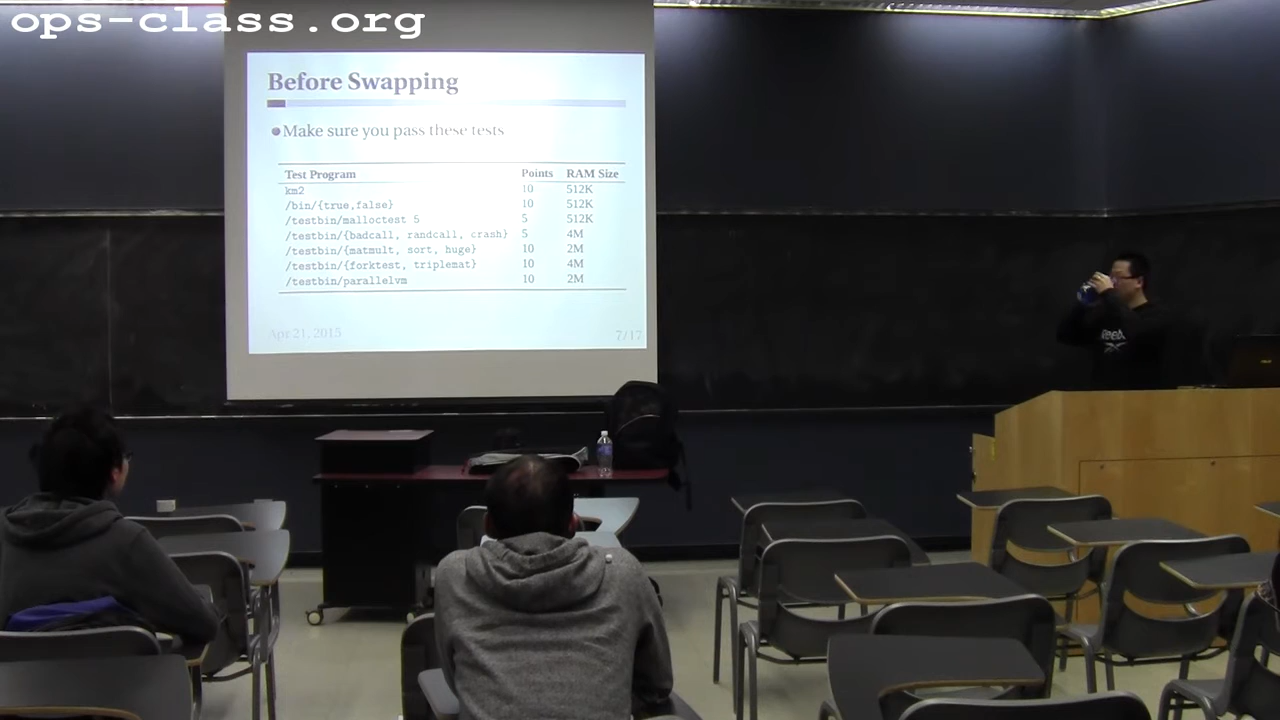 ops-class.org
Before Swapping
Make sure you pass these tests
Test Program Points RAM Size
km2 10 512K
/bin/{true,false} 10 512K
/testbin/malloctest 5 5 512K
/testbin/{badcall, randcall, crash} 5 4M
/testbin/{matmult, sort, huge} 10 2M
/testbin/{forktest, triplemat} 10 4M
/testbin/parallelvm 10 2M
Apr 21, 2015 7/17
Reebok